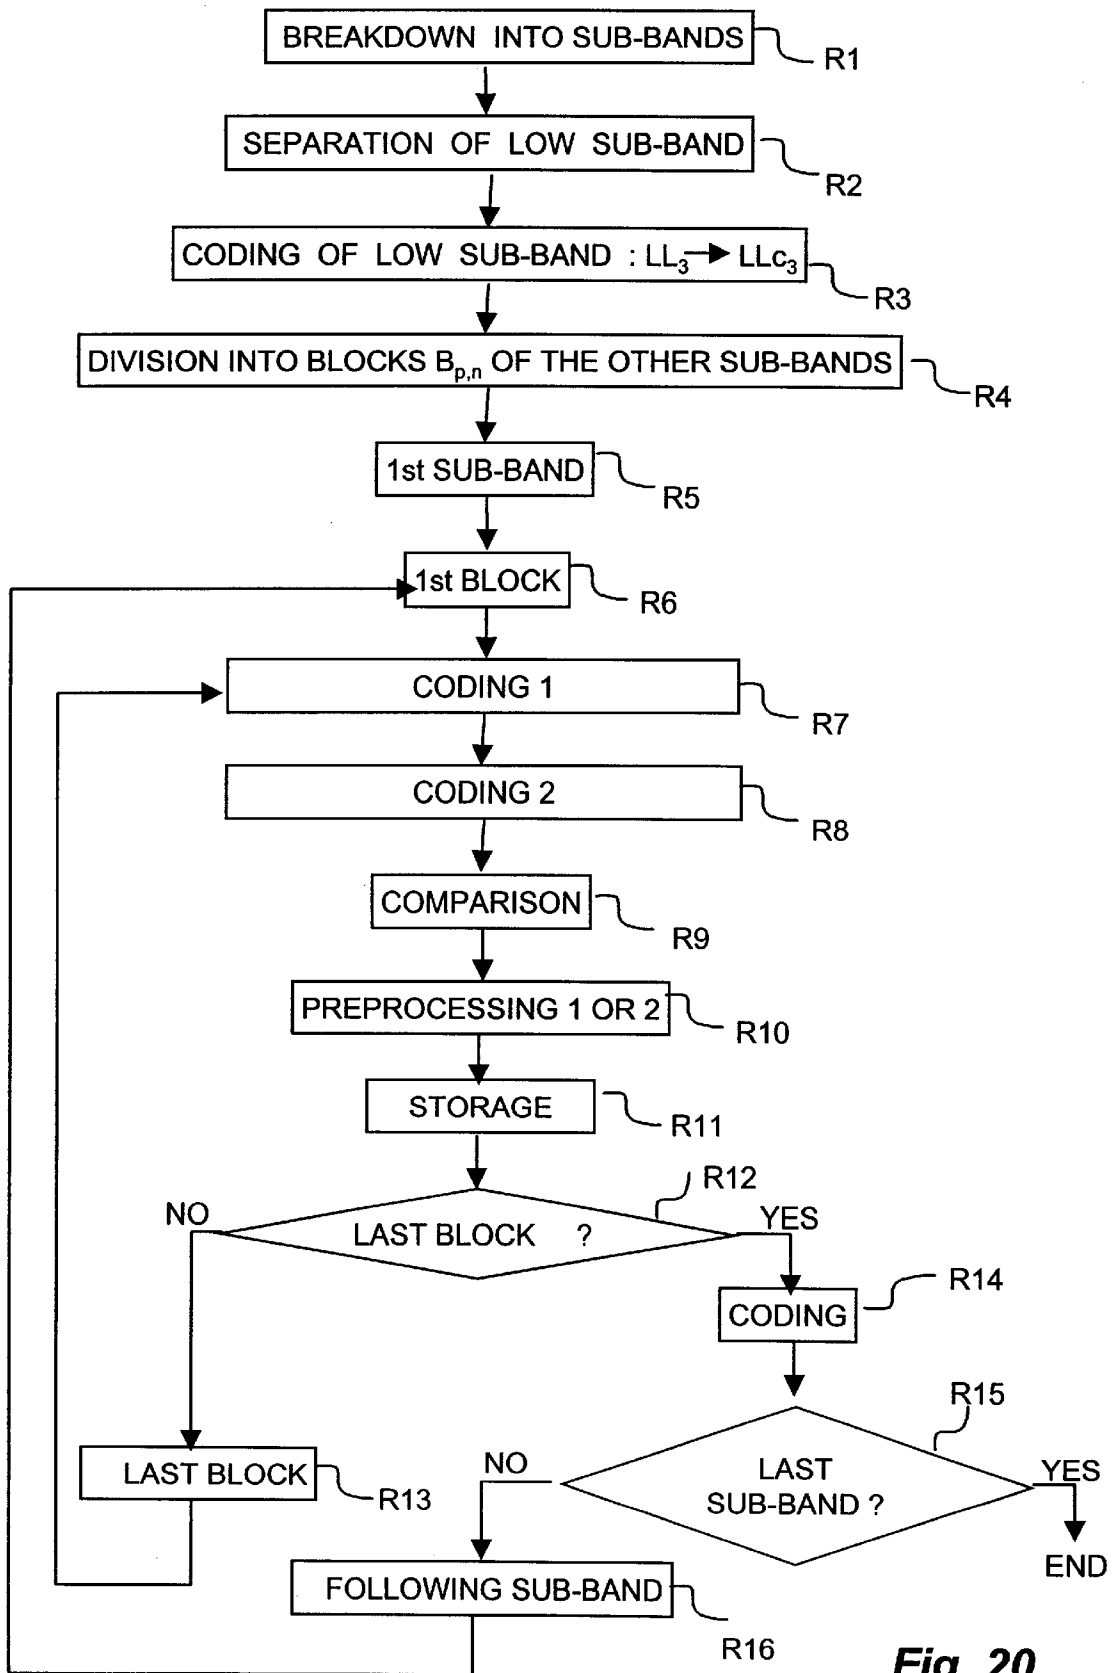 BREAKDOWN INTO SUB-BANDS
R1
SEPARATION OF LOW SUB-BAND
R2
CODING OF LOW SUB-BAND : LL3 → LLc3
R3
DIVISION INTO BLOCKS Bp,n OF THE OTHER SUB-BANDS
R4
1st SUB-BAND
R5
1st BLOCK
R6
CODING 1
R7
CODING 2
R8
COMPARISON
R9
PREPROCESSING 1 OR 2
R10
STORAGE
R11
R12
NO
LAST BLOCK ?
YES
R14
CODING
R15
LAST BLOCK
R13
NO
LAST
SUB-BAND ?
YES
END
FOLLOWING SUB-BAND
R16
Fig. 20